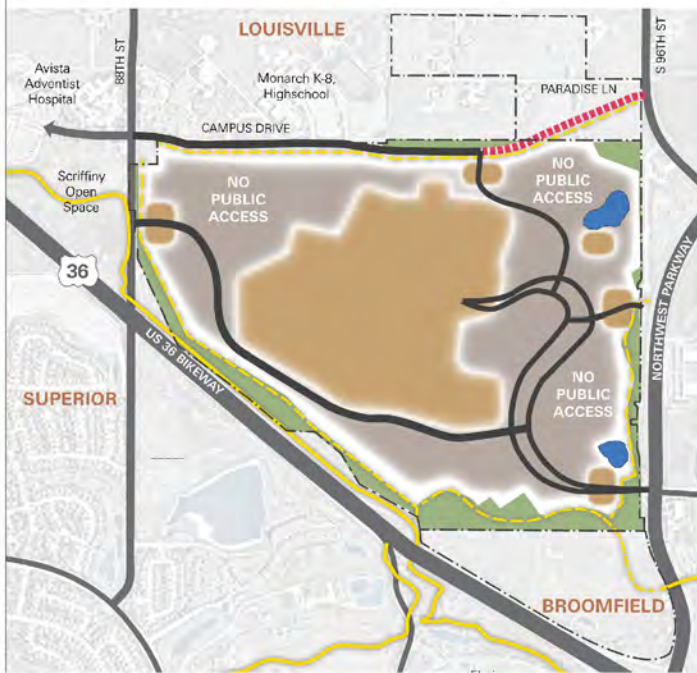 LOUISVILLE
88TH ST
S 96TH ST
Avista
Adventist
Hospital
Monarch K-8,
Highschool
PARADISE LN
CAMPUS DRIVE
Scriffiny
Open
Space
NO
PUBLIC
ACCESS
NO
PUBLIC
ACCESS
36
US 36 BIKEWAY
NORTHWEST PARKWAY
SUPERIOR
NO
PUBLIC
ACCESS
BROOMFIELD